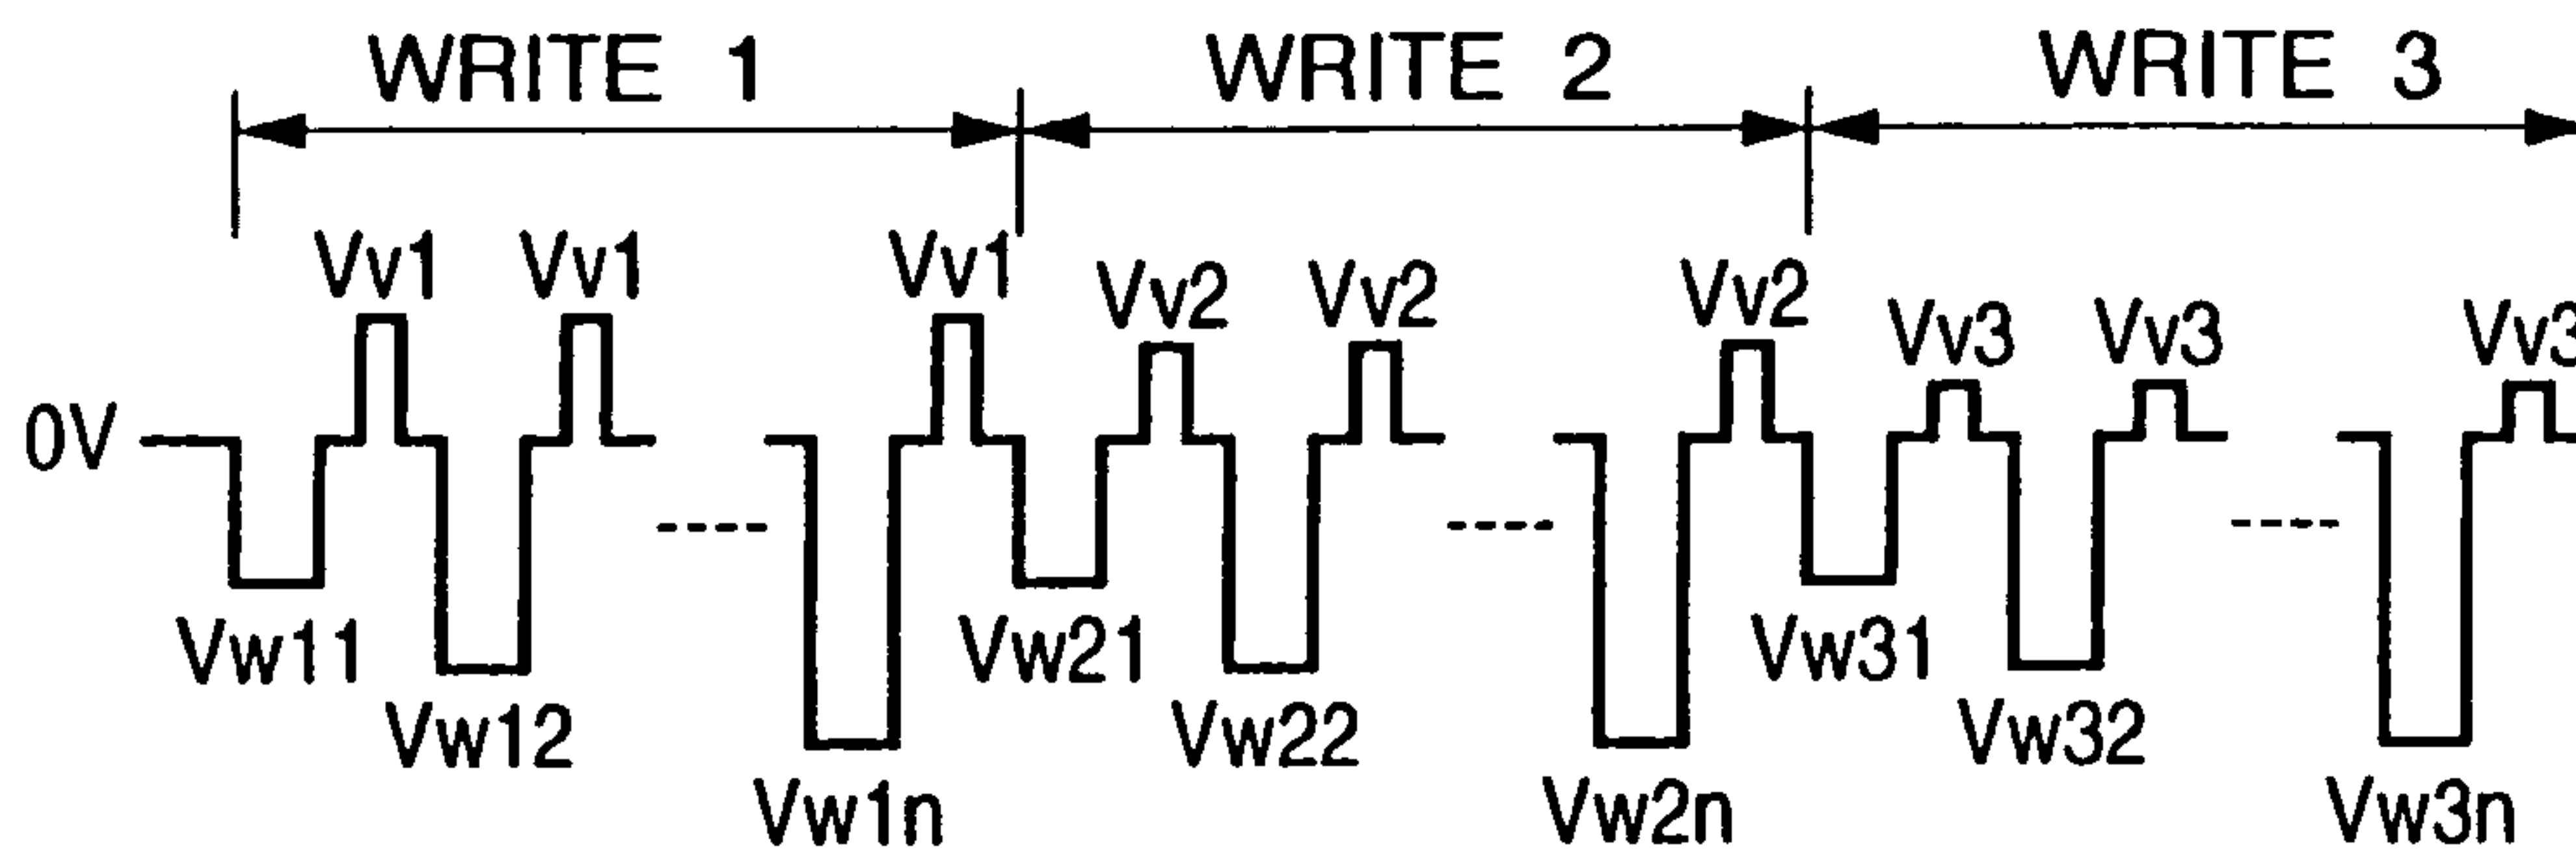 WRITE 1 WRITE 2 WRITE 3
Vv1 Vv1 Vv1 Vv2 Vv2 Vv2 Vv3 Vv3 Vv3
0V
Vw11 Vw21 Vw31
Vw12 Vw22 Vw32
Vw1n Vw2n Vw3n